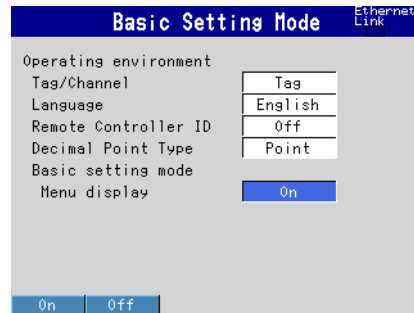 Basic Setting Mode
Ethernet
Link
Operating environment
Tag/Channel Tag
Language English
Remote Controller ID Off
Decimal Point Type Point
Basic setting mode
Menu display On
On Off